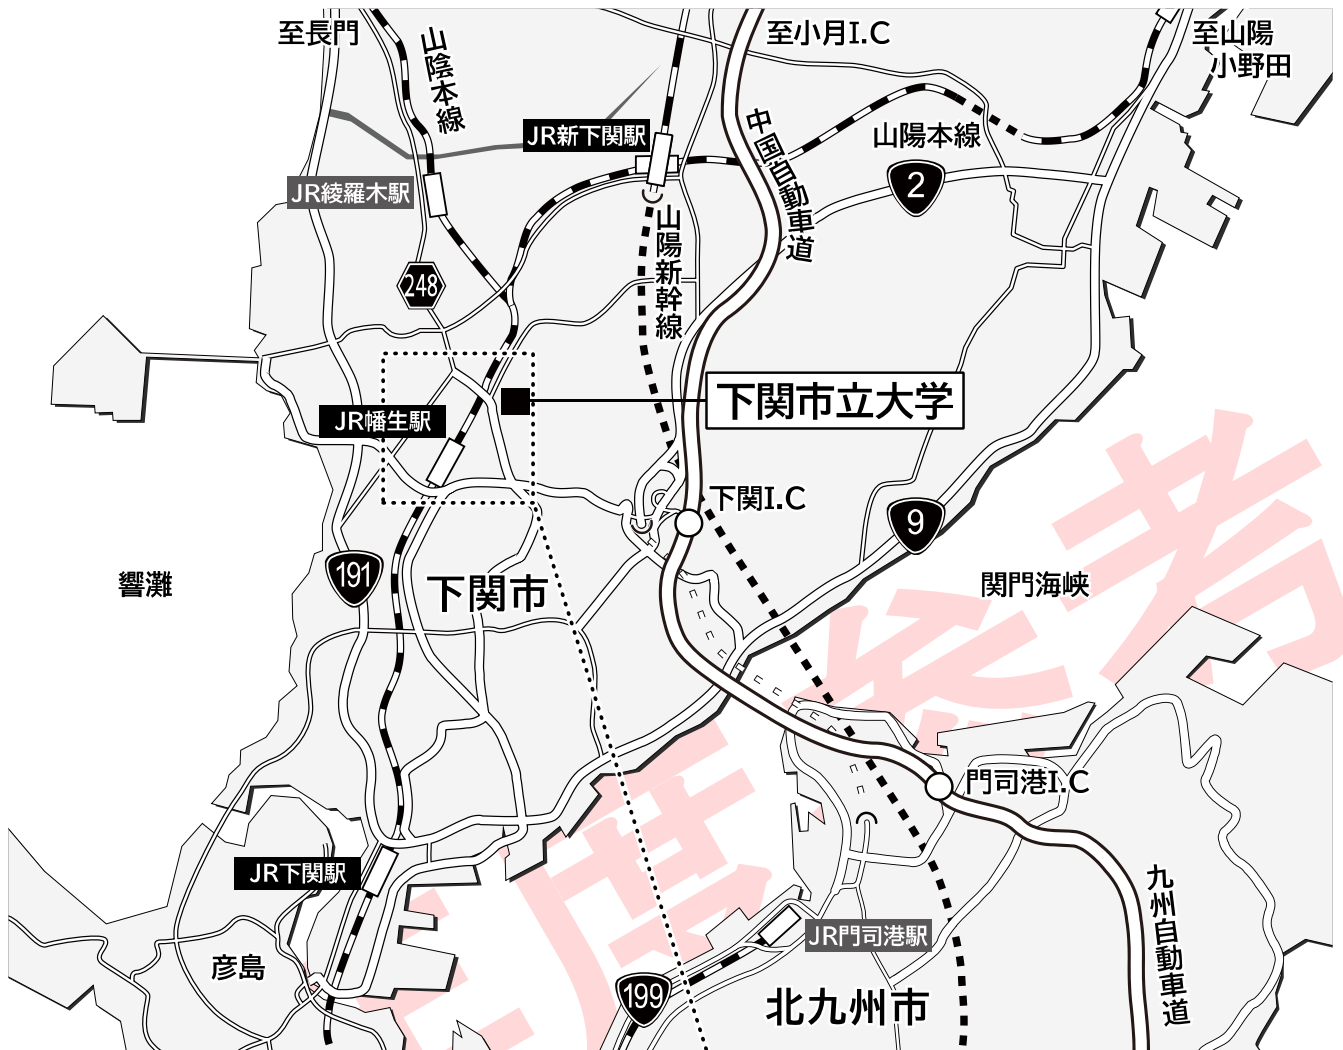 至長門
山陰本線
至小月I.C
至山陽
小野田
JR新下関駅
中国自動車道
山陽本線
2
JR綾羅木駅
山陽新幹線
248
下関市立大学
JR幡生駅
下関I.C
9
191
下関市
響灘
関門海峡
門司港I.C
JR下関駅
九州自動車道
JR門司港駅
彦島
199
北九州市
度参考